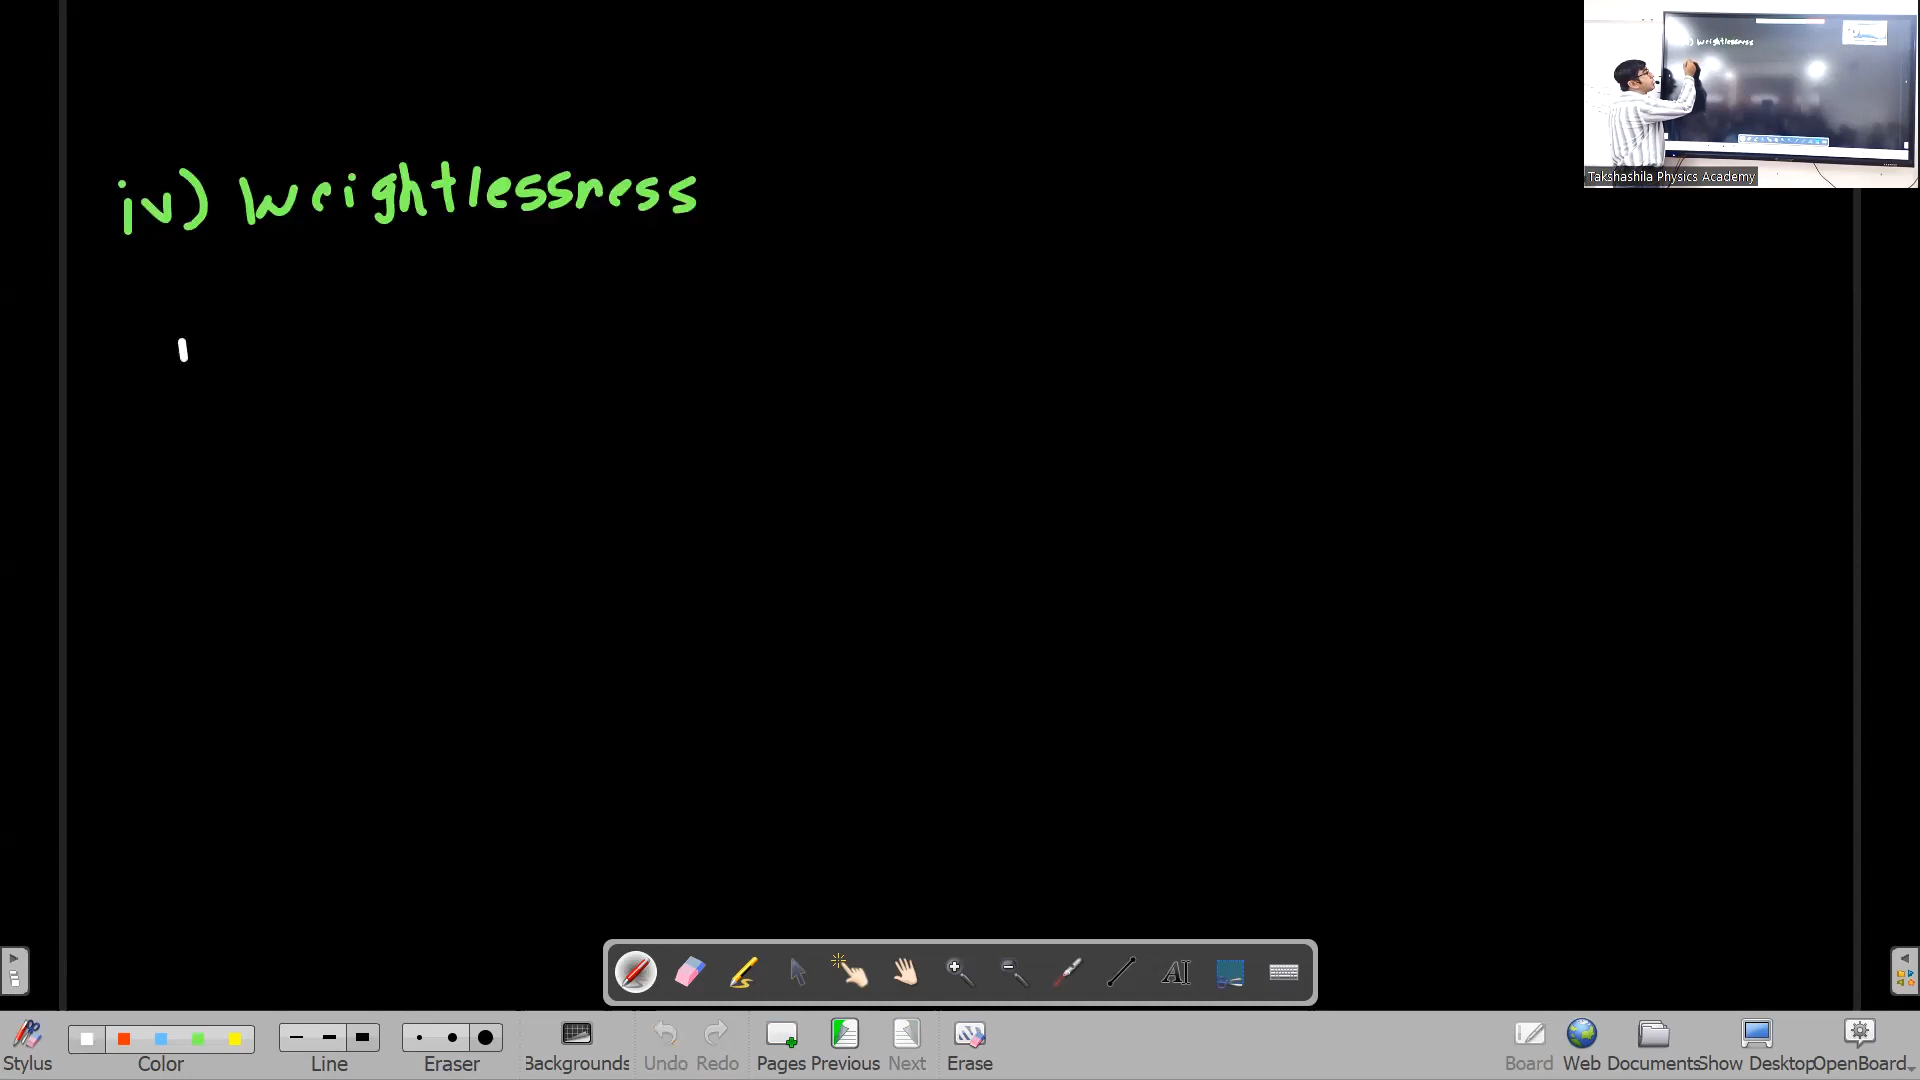 iv) weightlessness
Takshashila Physics Academy
Stylus
Color
Line
Eraser
Backgrounds
Undo
Redo
Pages
Previous
Next
Erase
Board
Web
Documents
Show Desktop
OpenBoard